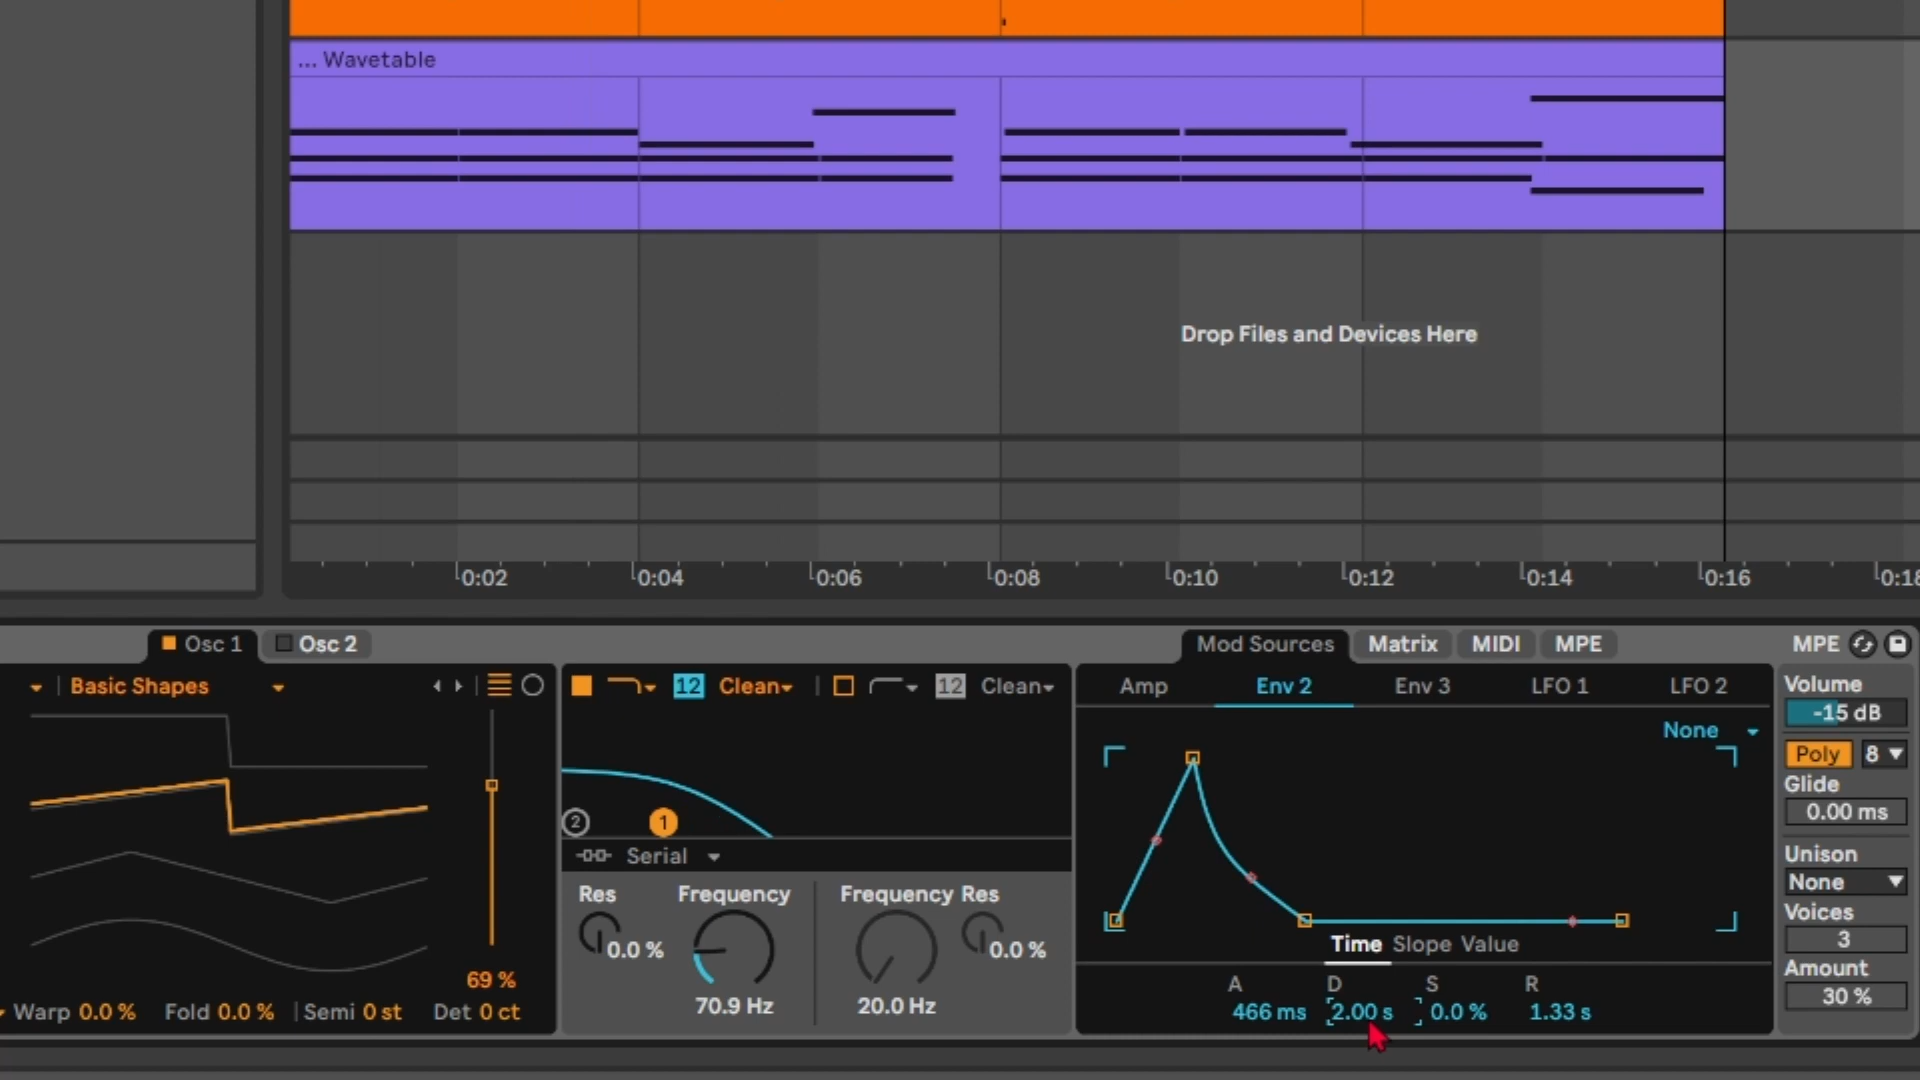 ... Wavetable
Drop Files and Devices Here
0:02 0:04 0:06 0:08 0:10 0:12 0:14 0:16 0:18
Osc 1 Osc 2 Mod Sources Matrix MIDI MPE MPE
Basic Shapes 12 Clean 12 Clean Amp Env 2 Env 3 LFO 1 LFO 2 Volume
-15 dB
None
Poly 8
Glide
0.00 ms
2 1
Serial Unison
None
Res Frequency Frequency Res
Voices
0.0 % 0.0 % Time Slope Value 3
69 % A D S R Amount
70.9 Hz 20.0 Hz 30 %
Warp 0.0 % Fold 0.0 % Semi 0 st Det 0 ct 466 ms 2.00 s 0.0 % 1.33 s